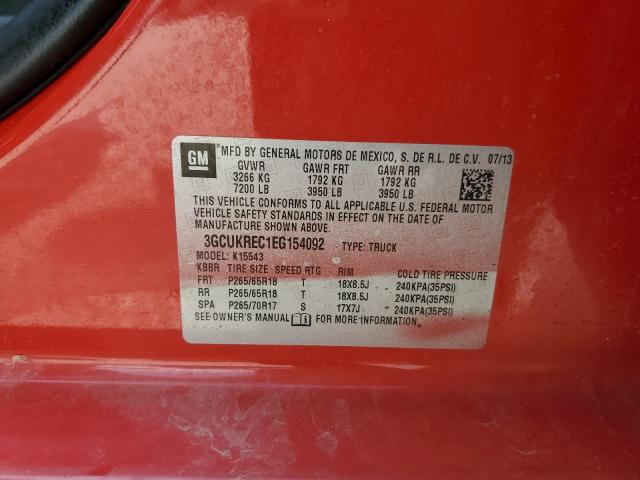 GM MFD BY GENERAL MOTORS DE MEXICO, S. DE R.L. DE C.V. 07/13
GVWR GAWR FRT GAWR RR
3266 KG 1792 KG 1792 KG
7200 LB 3950 LB 3950 LB
THIS VEHICLE CONFORMS TO ALL APPLICABLE U.S. FEDERAL MOTOR
VEHICLE SAFETY STANDARDS IN EFFECT ON THE DATE OF
MANUFACTURE SHOWN ABOVE.
3GCUKREC1EG154092 TYPE: TRUCK
MODEL: K15543
KBBR TIRE SIZE SPEED RTG RIM COLD TIRE PRESSURE
FRT P265/65R18 T 18X8.5J 240KPA(35PSI)
RR P265/65R18 T 18X8.5J 240KPA(35PSI)
SPA P265/70R17 S 17X7J 240KPA(35PSI)
SEE OWNER'S MANUAL FOR MORE INFORMATION.